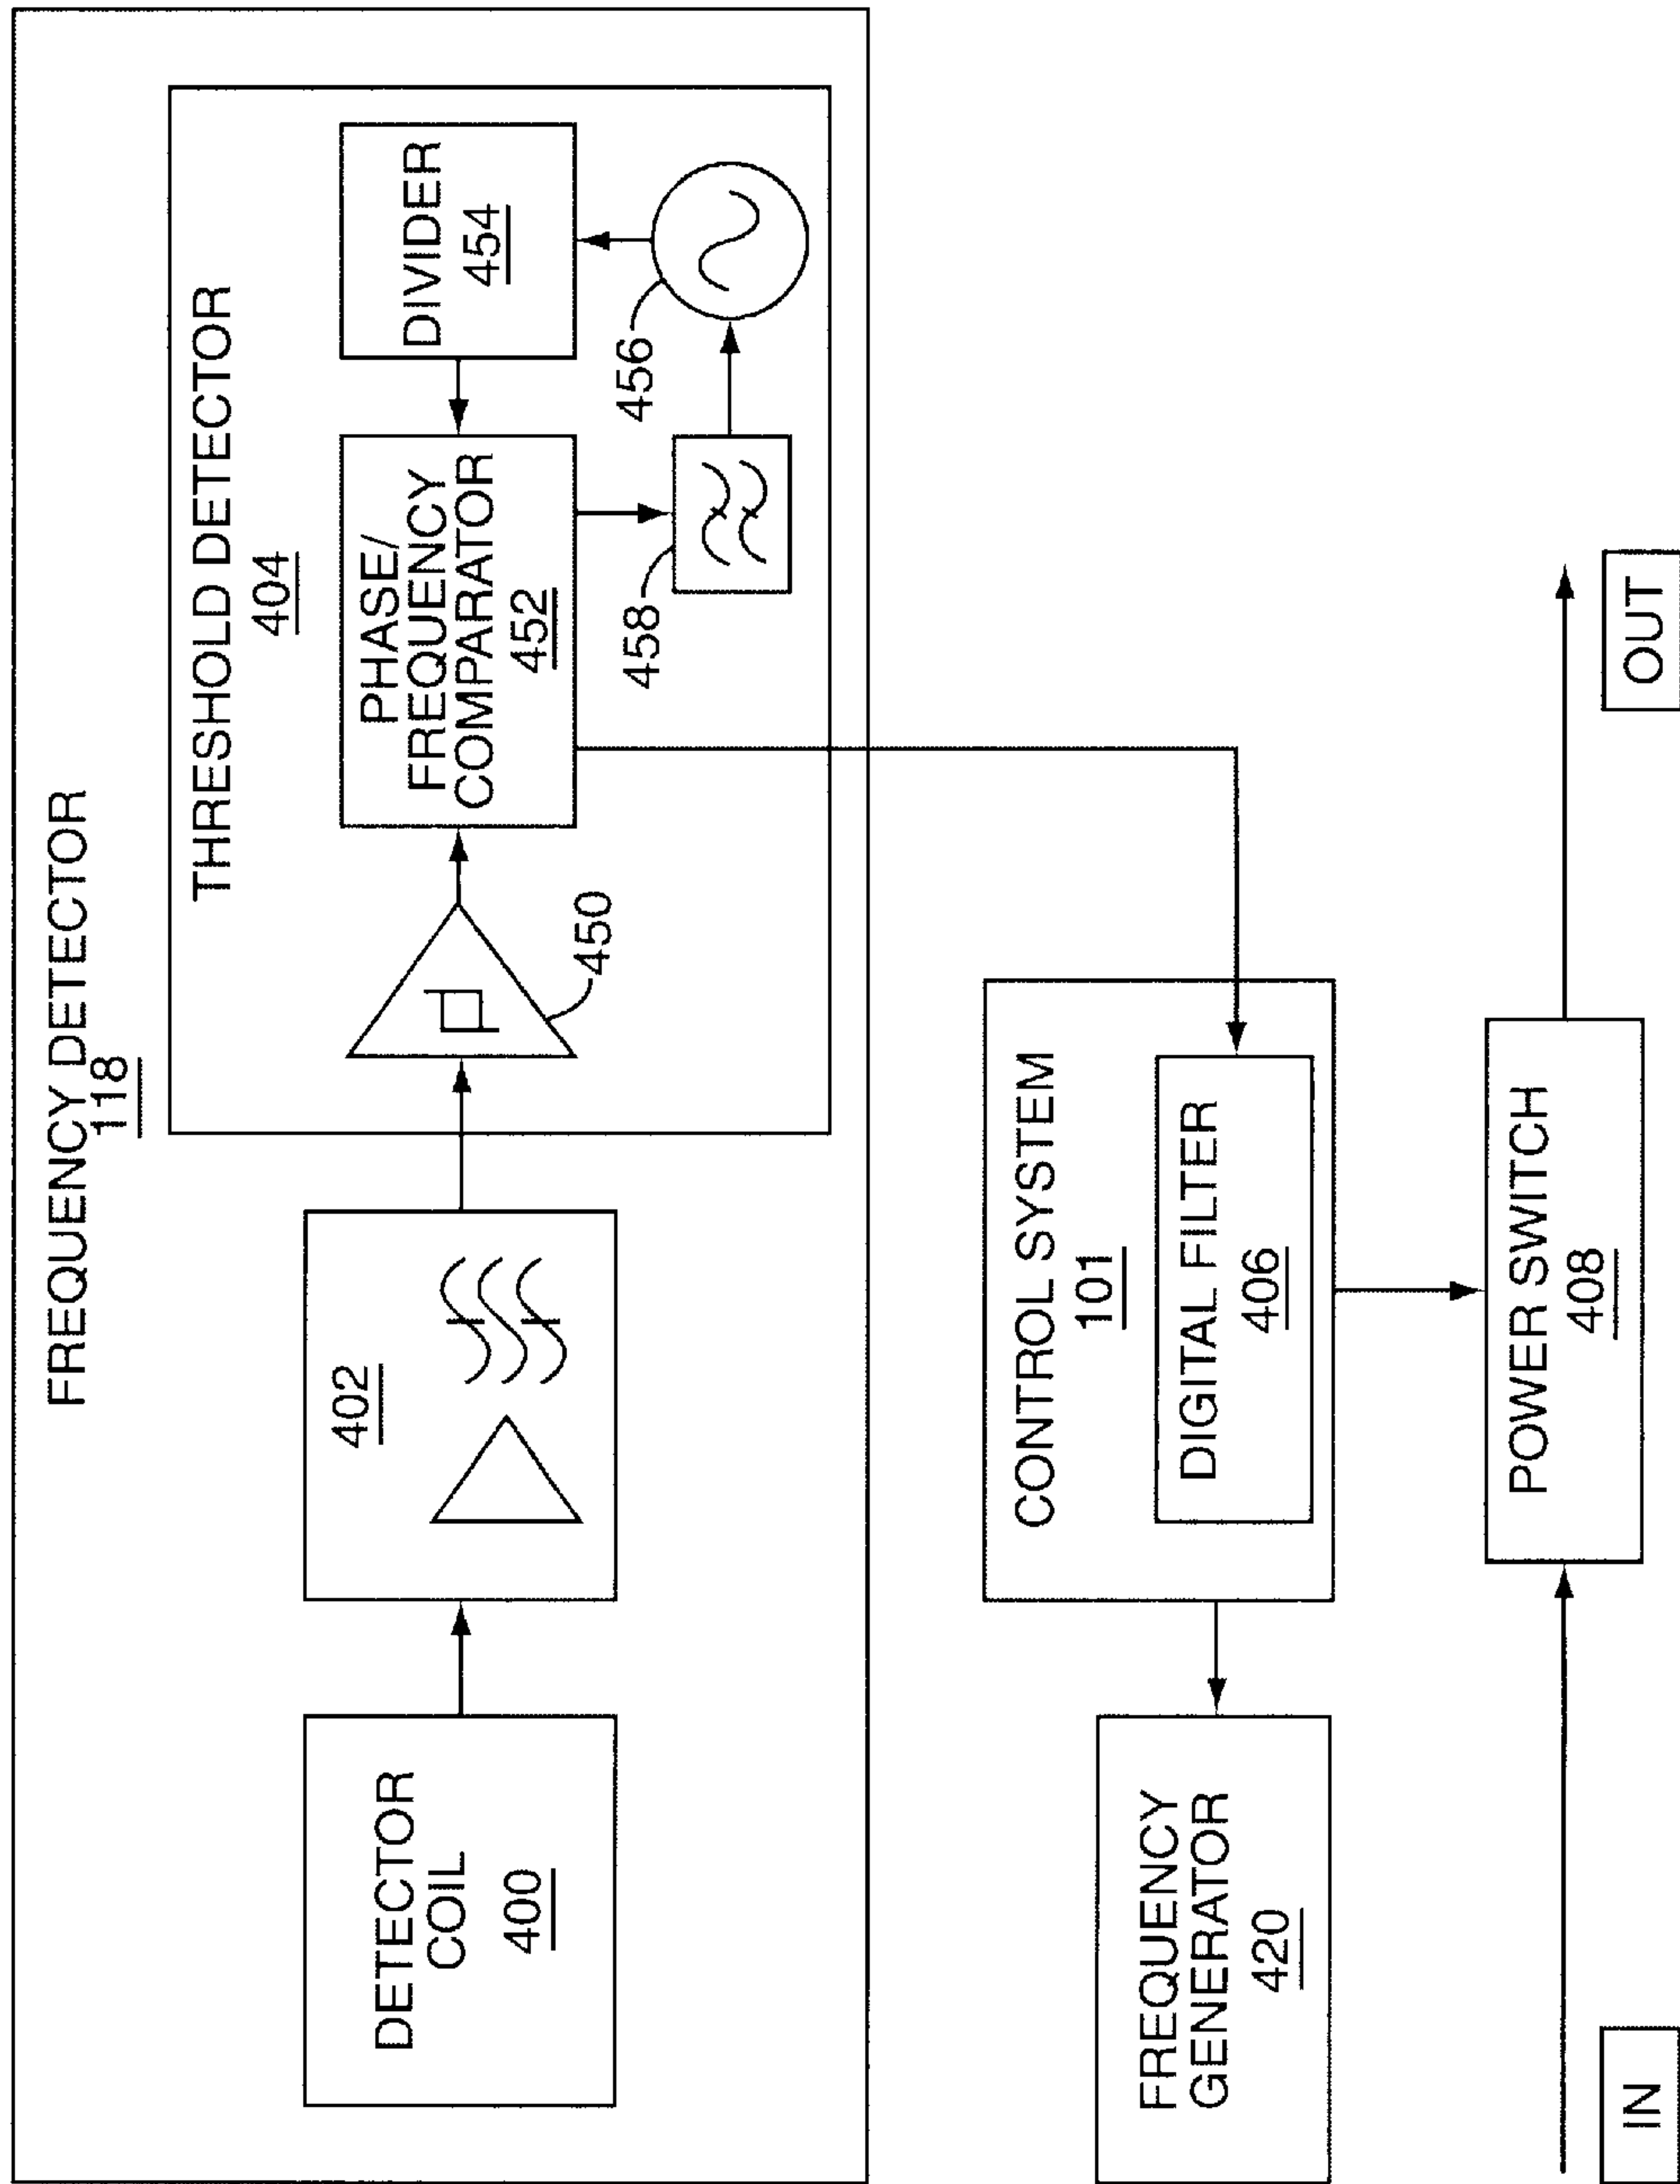 FREQUENCY DETECTOR
118
THRESHOLD DETECTOR
404
DETECTOR
COIL
400
402
450
PHASE/
FREQUENCY
COMPARATOR
452
DIVIDER
454
456
458
CONTROL SYSTEM
101
DIGITAL FILTER
406
FREQUENCY
GENERATOR
420
POWER SWITCH
408
IN
OUT